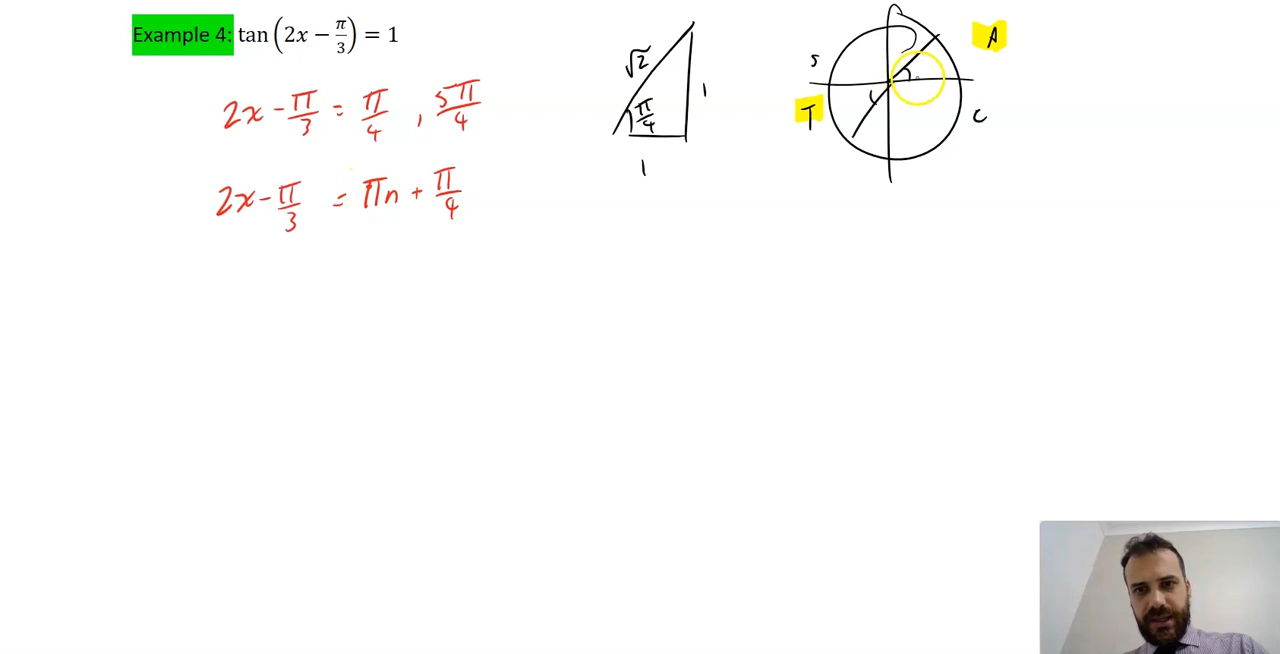 Example 4: tan(2x − π/3) = 1
2x - π/3 = π/4 , 5π/4
2x - π/3 = πn + π/4
√2
π/4
1
1
S
A
T
C